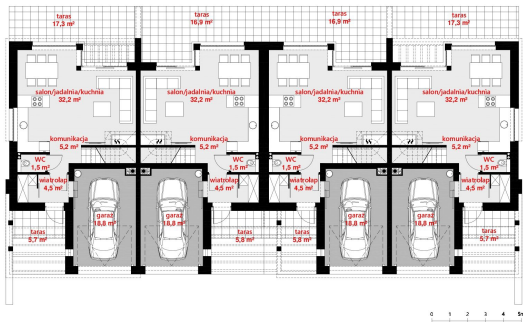 taras
17,3 m²
taras
16,9 m²
taras
16,9 m²
taras
17,3 m²
salon/jadalnia/kuchnia
32,2 m²
salon/jadalnia/kuchnia
32,2 m²
salon/jadalnia/kuchnia
32,2 m²
salon/jadalnia/kuchnia
32,2 m²
komunikacja
5,2 m²
komunikacja
5,2 m²
komunikacja
5,2 m²
komunikacja
5,2 m²
WC
1,5 m²
WC
1,5 m²
WC
1,5 m²
WC
1,5 m²
wiatrołap
4,5 m²
wiatrołap
4,5 m²
wiatrołap
4,5 m²
wiatrołap
4,5 m²
garaż
18,8 m²
garaż
18,8 m²
garaż
18,8 m²
garaż
18,8 m²
taras
5,7 m²
taras
5,8 m²
taras
5,8 m²
taras
5,7 m²
0 1 2 3 4 5m